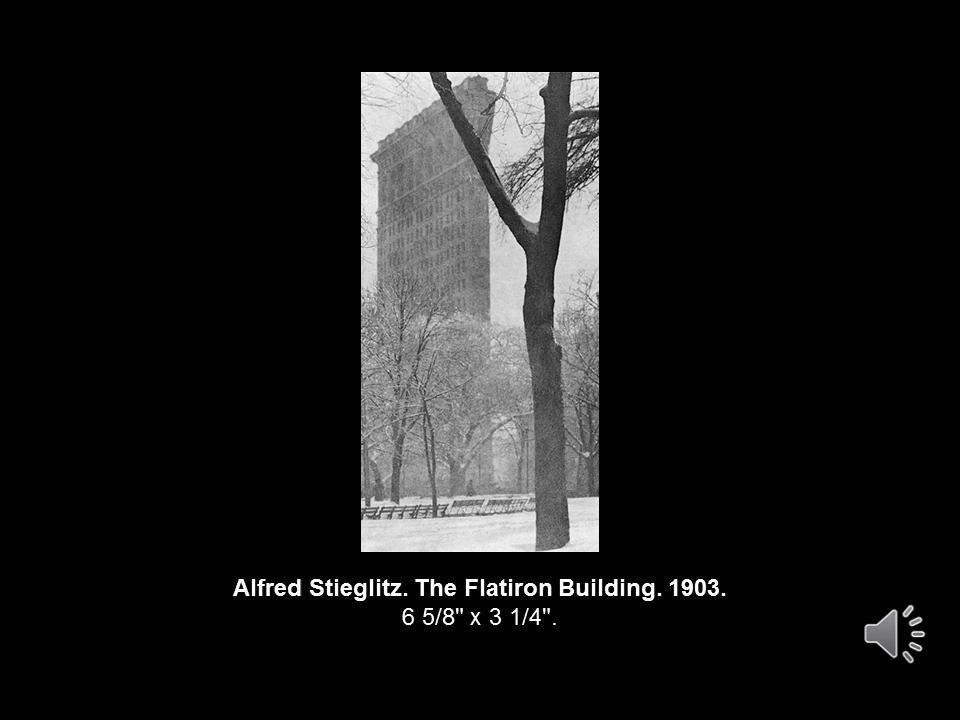 Alfred Stieglitz. The Flatiron Building. 1903.
6 5/8" x 3 1/4".